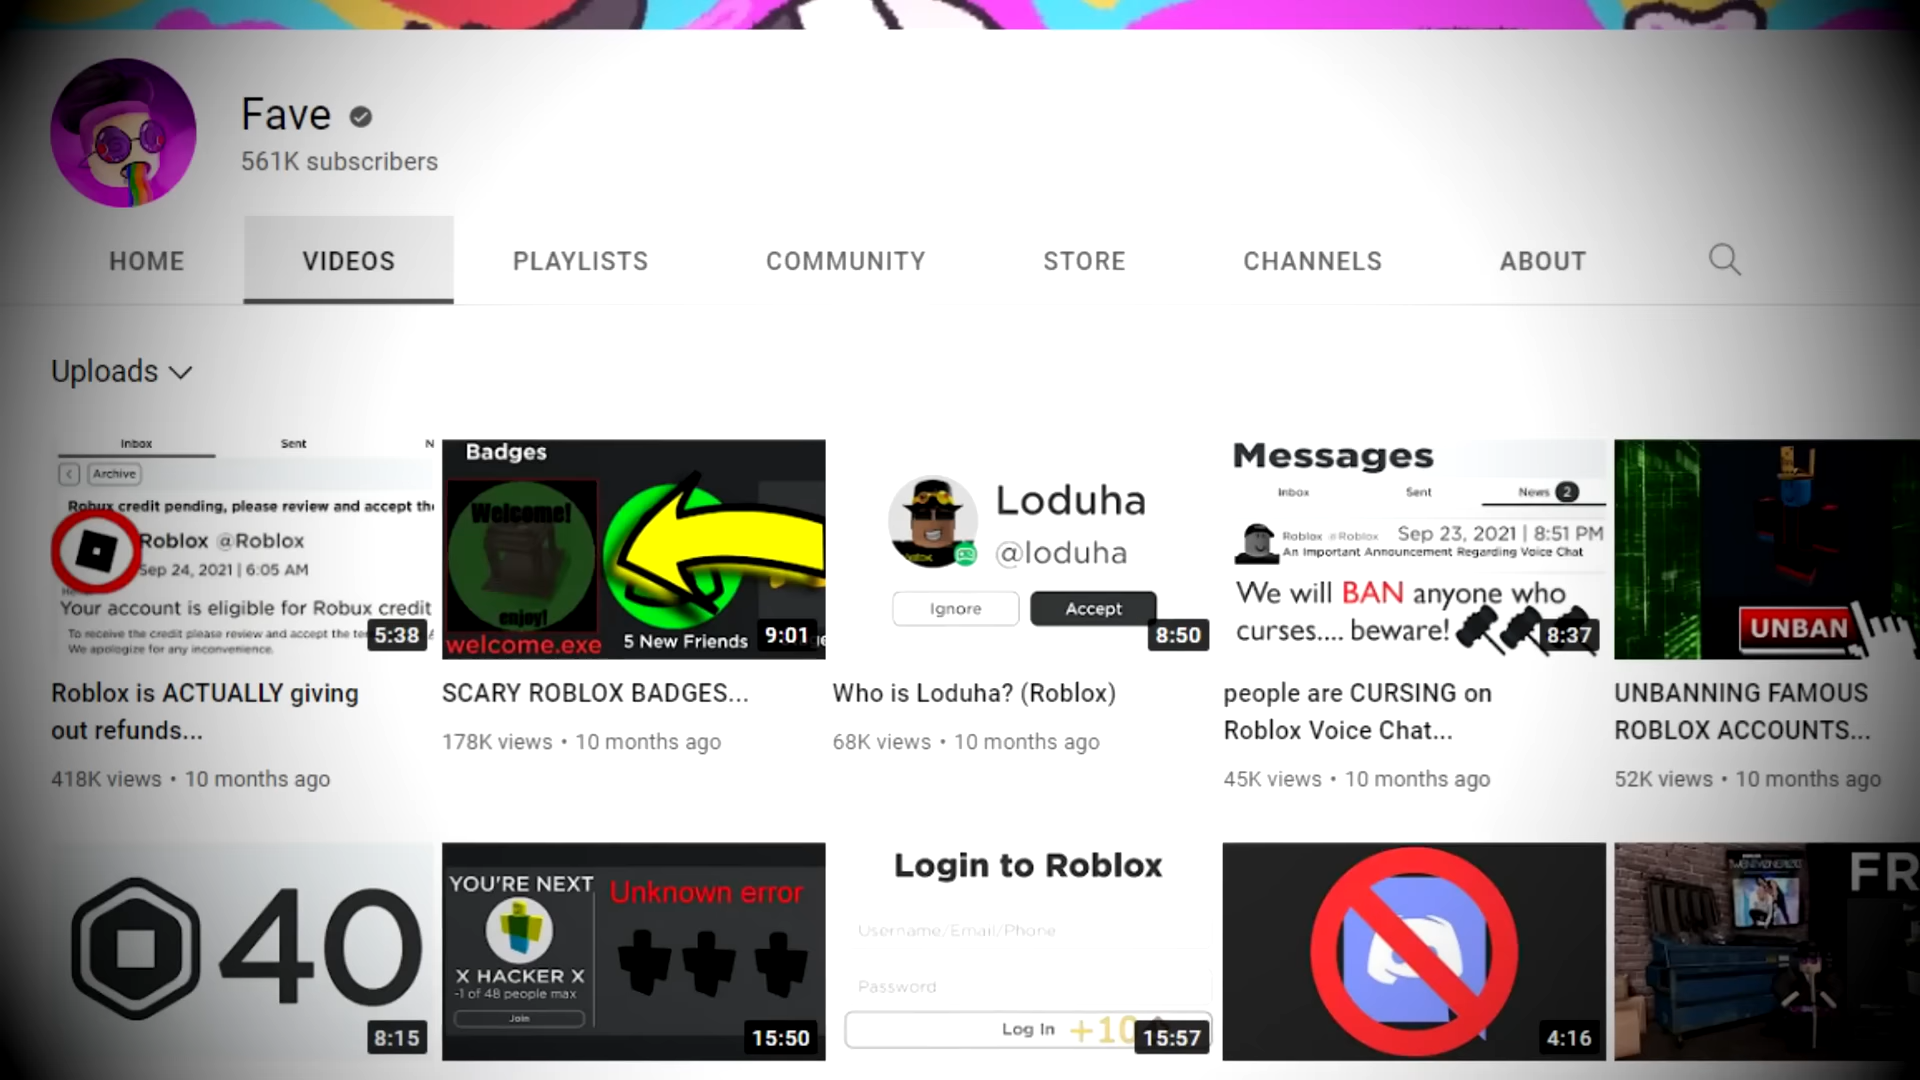 Fave
561K subscribers
HOME VIDEOS PLAYLISTS COMMUNITY STORE CHANNELS ABOUT
Uploads
Inbox Sent N
Archive
Robux credit pending, please review and accept th
Roblox @Roblox
Sep 24, 2021 | 6:05 AM
Your account is eligible for Robux credit
To receive the credit please review and accept the te
We apologize for any inconvenience.
5:38
Roblox is ACTUALLY giving
out refunds...
418K views • 10 months ago
Badges
Welcome!
enjoy!
welcome.exe
5 New Friends
9:01
SCARY ROBLOX BADGES...
178K views • 10 months ago
Loduha
@loduha
Ignore Accept
8:50
Who is Loduha? (Roblox)
68K views • 10 months ago
Messages
Inbox Sent News 2
Roblox @Roblox Sep 23, 2021 | 8:51 PM
An Important Announcement Regarding Voice Chat
We will BAN anyone who
curses.... beware!
8:37
people are CURSING on
Roblox Voice Chat...
45K views • 10 months ago
UNBAN
UNBANNING FAMOUS
ROBLOX ACCOUNTS...
52K views • 10 months ago
40
8:15
YOU'RE NEXT
Unknown error
X HACKER X
-1 of 48 people max
Join
15:50
Login to Roblox
Username/Email/Phone
Password
Log In +10
15:57
4:16
FR